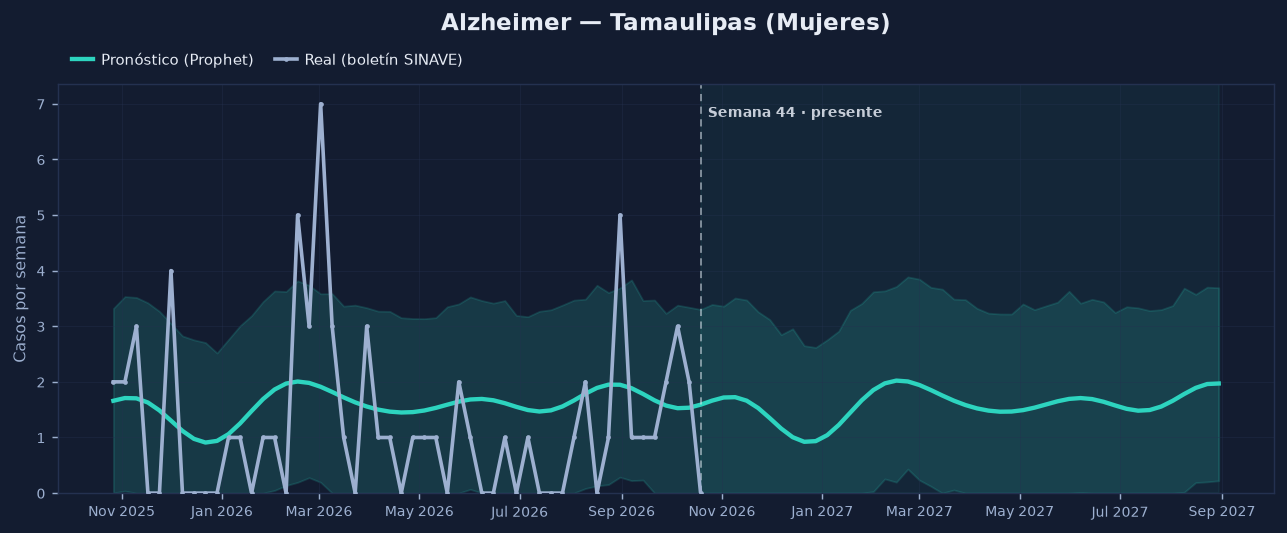 Alzheimer — Tamaulipas (Mujeres)
Pronóstico (Prophet) Real (boletín SINAVE)
Semana 44 · presente
Casos por semana
7
6
5
4
3
2
1
0
Nov 2025 Jan 2026 Mar 2026 May 2026 Jul 2026 Sep 2026 Nov 2026 Jan 2027 Mar 2027 May 2027 Jul 2027 Sep 2027